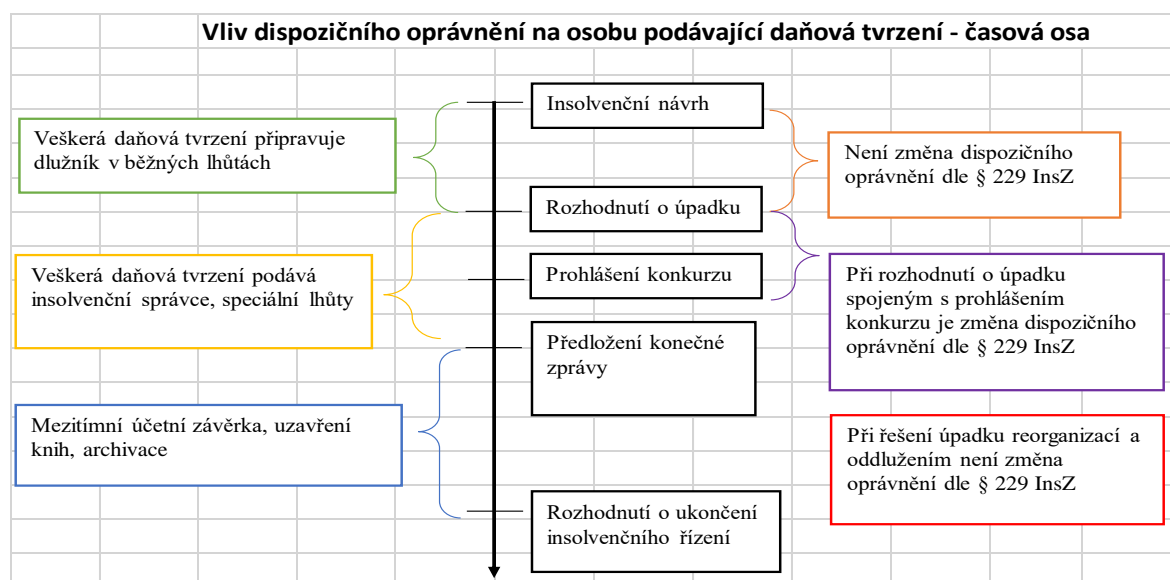 Vliv dispozičního oprávnění na osobu podávající daňová tvrzení - časová osa
Insolvenční návrh
Veškerá daňová tvrzení připravuje
dlužník v běžných lhůtách
Není změna dispozičního
oprávnění dle § 229 InsZ
Rozhodnutí o úpadku
Veškerá daňová tvrzení podává
insolvenční správce, speciální lhůty
Prohlášení konkurzu
Při rozhodnutí o úpadku
spojeným s prohlášením
konkurzu je změna dispozičního
oprávnění dle § 229 InsZ
Předložení konečné
zprávy
Mezitímní účetní závěrka, uzavření
knih, archivace
Při řešení úpadku reorganizací a
oddlužením není změna
oprávnění dle § 229 InsZ
Rozhodnutí o ukončení
insolvenčního řízení